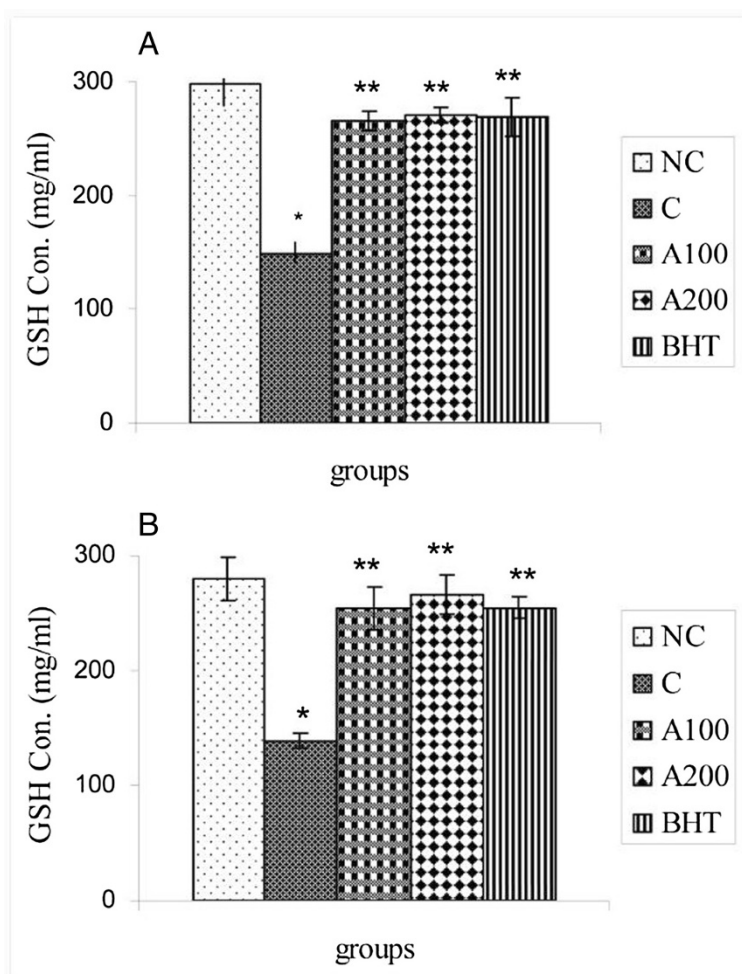 A
300
200
100
0
GSH Con. (mg/ml)
*
**
**
**
groups
NC
C
A100
A200
BHT
B
300
200
100
0
GSH Con. (mg/ml)
*
**
**
**
groups
NC
C
A100
A200
BHT